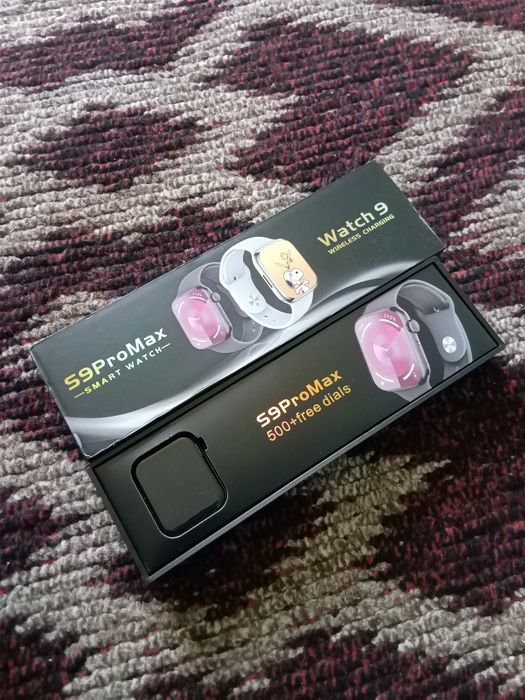 S9ProMax
—SMART WATCH—
Watch 9
WIRELESS CHARGING
S9ProMax
500+free dials